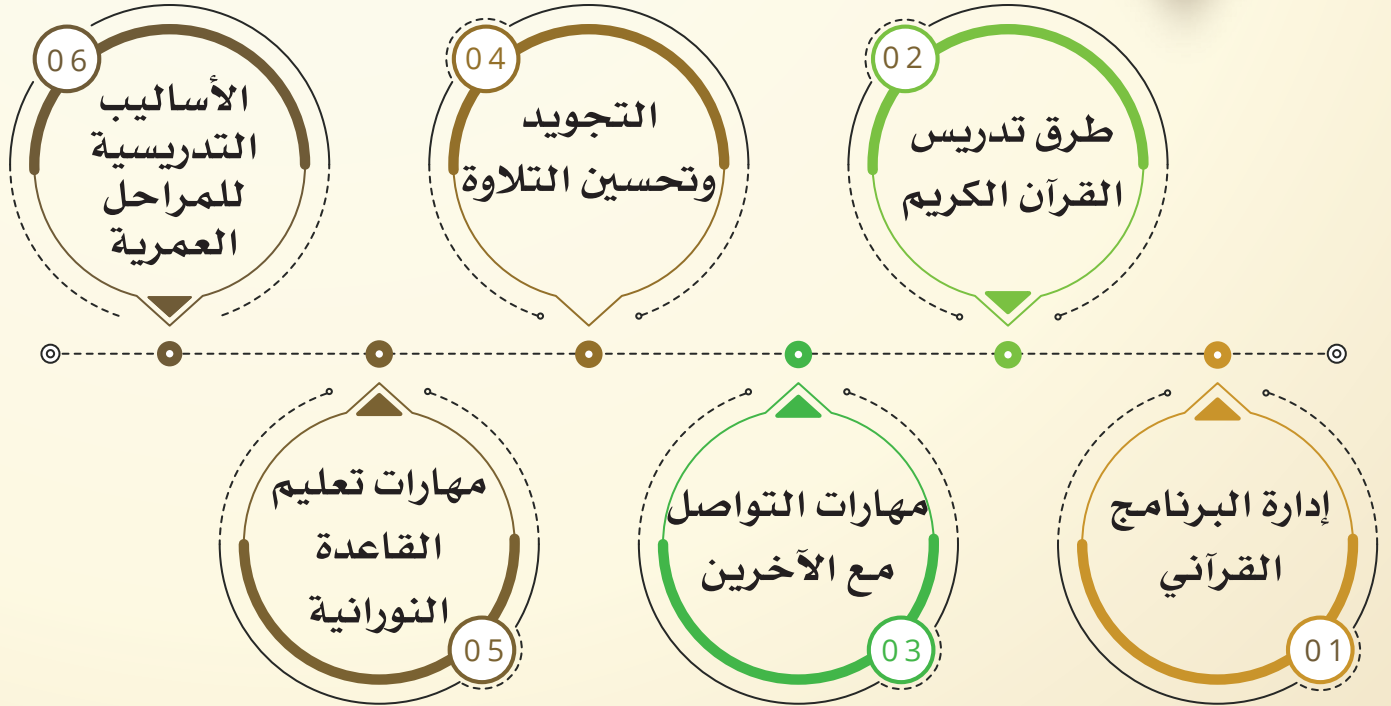 01
إدارة البرنامج
القرآني
02
طرق تدريس
القرآن الكريم
03
مهارات التواصل
مع الآخرين
04
التجويد
وتحسين التلاوة
05
مهارات تعليم
القاعدة
النورانية
06
الأساليب
التدريسية
للمراحل
العمرية